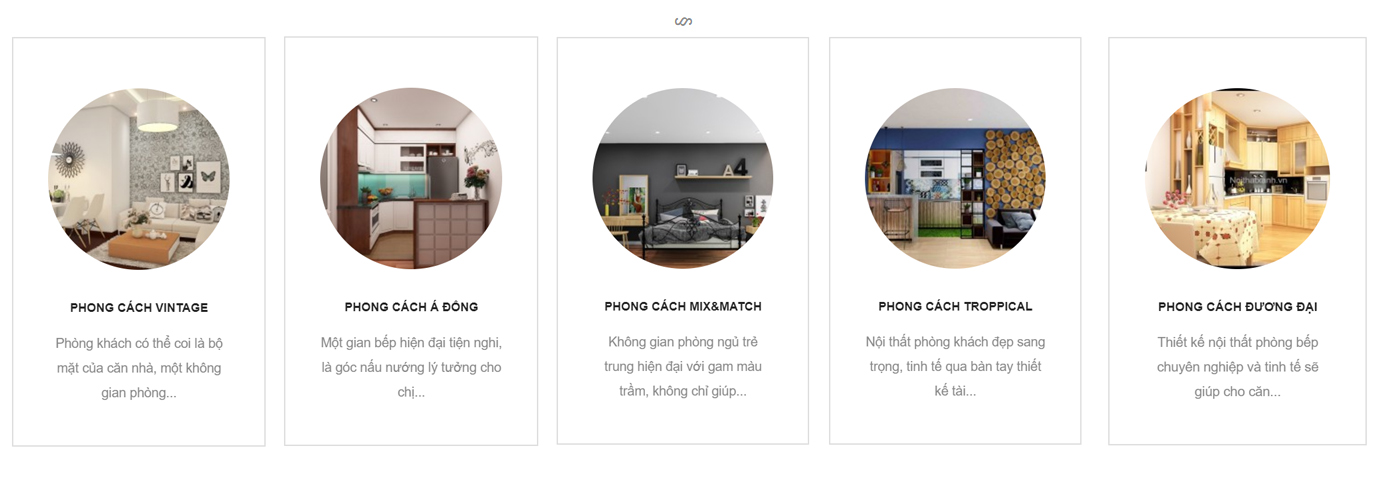 §
PHONG CÁCH VINTAGE
Phòng khách có thể coi là bộ
mặt của căn nhà, một không
gian phòng...
A4
PHONG CÁCH Á ĐÔNG
Một gian bếp hiện đại tiện nghi,
là góc nấu nướng lý tưởng cho
chị...
PHONG CÁCH MIX&MATCH
Không gian phòng ngủ trẻ
trung hiện đại với gam màu
trầm, không chỉ giúp...
PHONG CÁCH TROPPICAL
Nội thất phòng khách đẹp sang
trọng, tinh tế qua bàn tay thiết
kế tài...
Noithatxanh.vn
PHONG CÁCH ĐƯƠNG ĐẠI
Thiết kế nội thất phòng bếp
chuyên nghiệp và tinh tế sẽ
giúp cho căn...